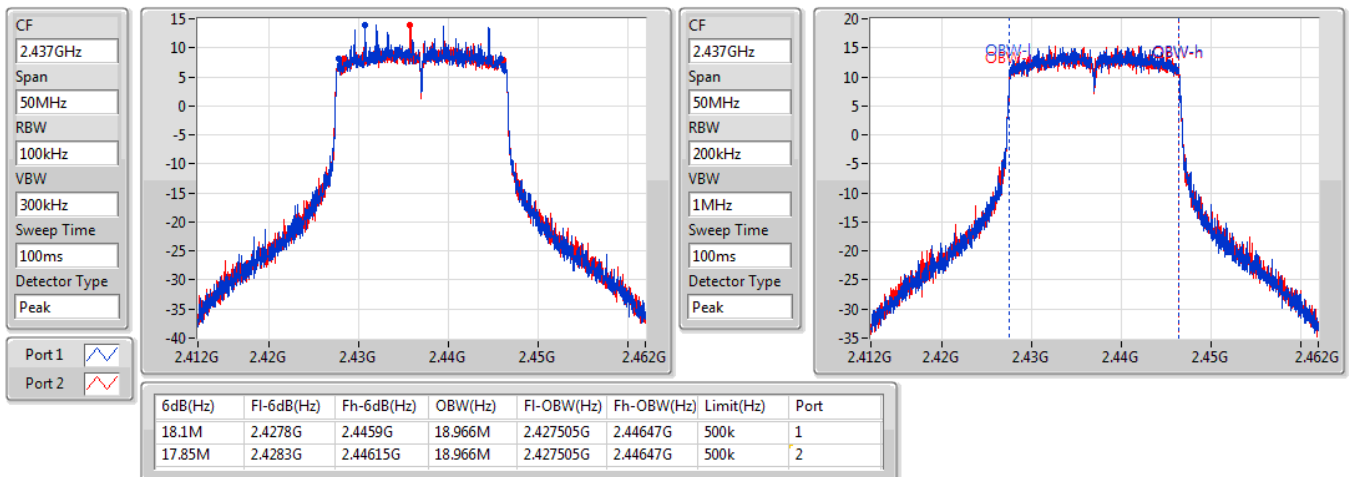 CF
2.437GHz
Span
50MHz
RBW
100kHz
VBW
300kHz
Sweep Time
100ms
Detector Type
Peak
Port 1
Port 2
15
10
5
0
-5
-10
-15
-20
-25
-30
-35
-40
2.412G 2.42G 2.43G 2.44G 2.45G 2.462G
CF
2.437GHz
Span
50MHz
RBW
200kHz
VBW
1MHz
Sweep Time
100ms
Detector Type
Peak
20
15
10
5
0
-5
-10
-15
-20
-25
-30
-35
OBW-l
OBW-h
2.412G 2.42G 2.43G 2.44G 2.45G 2.462G
6dB(Hz) Fl-6dB(Hz) Fh-6dB(Hz) OBW(Hz) Fl-OBW(Hz) Fh-OBW(Hz) Limit(Hz) Port
18.1M 2.4278G 2.4459G 18.966M 2.427505G 2.44647G 500k 1
17.85M 2.4283G 2.44615G 18.966M 2.427505G 2.44647G 500k 2